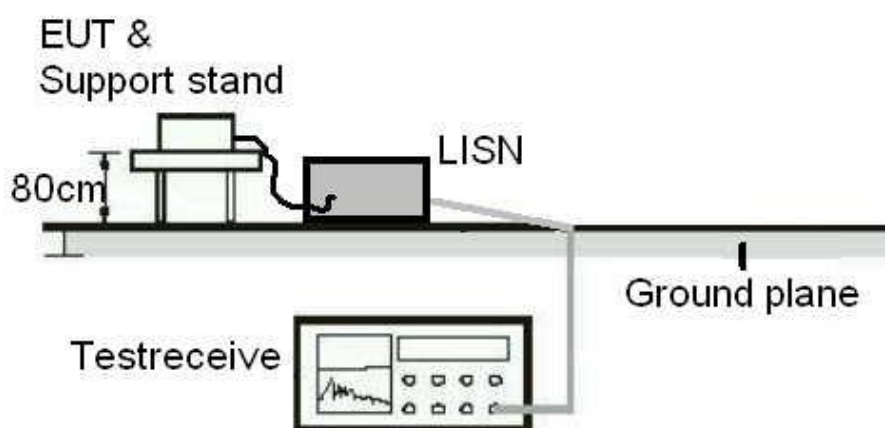 EUT &
Support stand
LISN
80cm
Ground plane
Testreceive